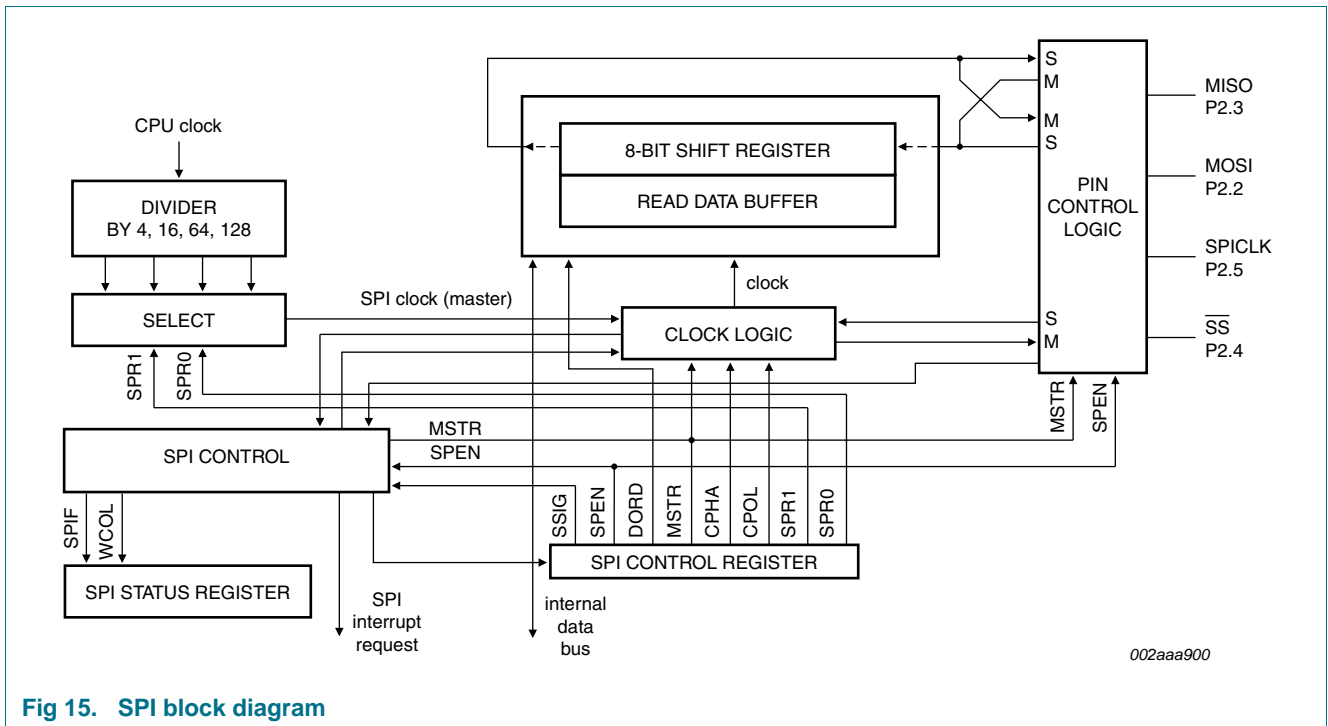 CPU clock
DIVIDER
BY 4, 16, 64, 128
SELECT
SPR1
SPR0
SPI clock (master)
8-BIT SHIFT REGISTER
READ DATA BUFFER
clock
CLOCK LOGIC
S
M
M
S
PIN
CONTROL
LOGIC
S
M
MISO
P2.3
MOSI
P2.2
SPICLK
P2.5
SS
P2.4
MSTR
SPEN
SPI CONTROL
MSTR
SPEN
SPIF
WCOL
SPI STATUS REGISTER
SPI
interrupt
request
SSIG
SPEN
DORD
MSTR
CPHA
CPOL
SPR1
SPR0
SPI CONTROL REGISTER
internal
data
bus
002aaa900
Fig 15. SPI block diagram